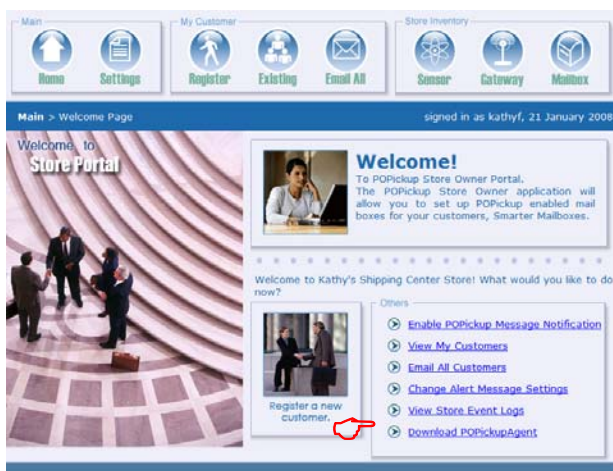 Main
My Customer
Store Inventory
Home
Settings
Register
Existing
Email All
Sensor
Gateway
Mailbox
Main > Welcome Page
signed in as kathyf, 21 January 2008
Welcome to
Store Portal
Welcome!
To POPickup Store Owner Portal.
The POPickup Store Owner application will
allow you to set up POPickup enabled mail
boxes for your customers, Smarter Mailboxes.
Welcome to Kathy's Shipping Center Store! What would you like to do
now?
Register a new
customer.
Others
Enable POPickup Message Notification
View My Customers
Email All Customers
Change Alert Message Settings
View Store Event Logs
Download POPickupAgent